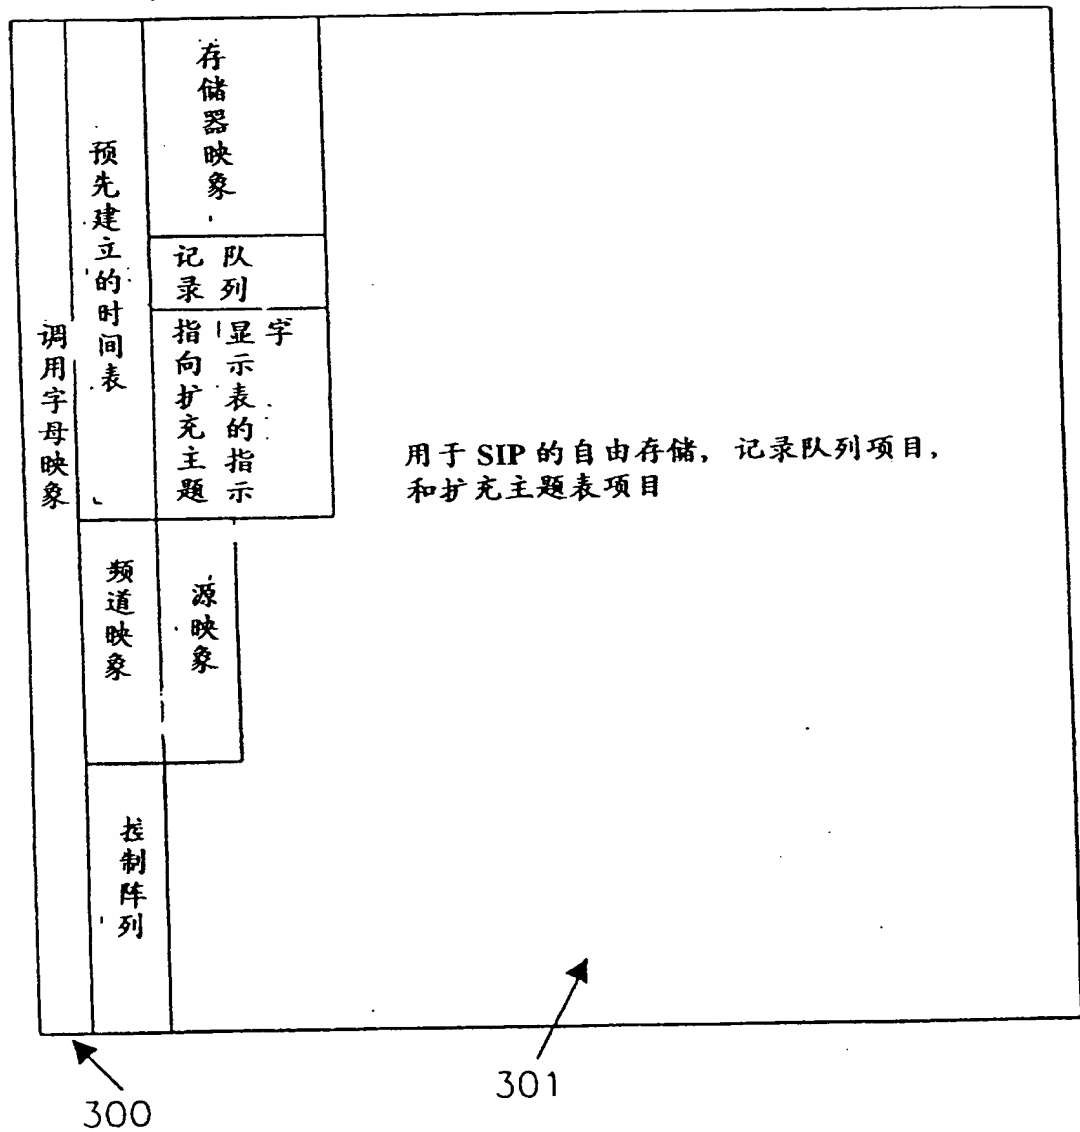 调用字母映象
预先建立的时间表
存储器映象
记录
队列
指向扩充主题
显示表的指示
字
频道映象
源映象
控制阵列
用于 SIP 的自由存储, 记录队列项目,
和扩充主题表项目
300
301